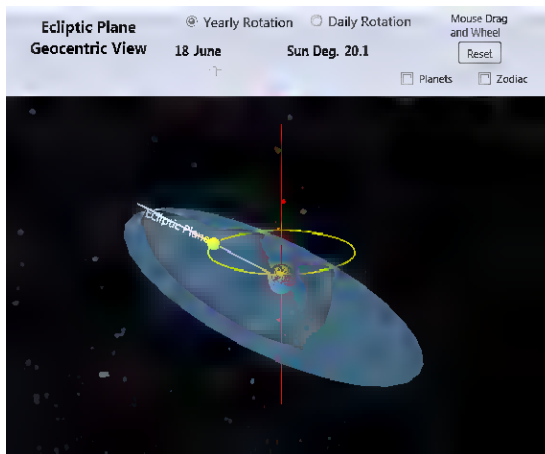 Ecliptic Plane
Geocentric View
Yearly Rotation
Daily Rotation
18 June
Sun Deg. 20.1
Mouse Drag
and Wheel
Reset
Planets
Zodiac
Ecliptic Plane